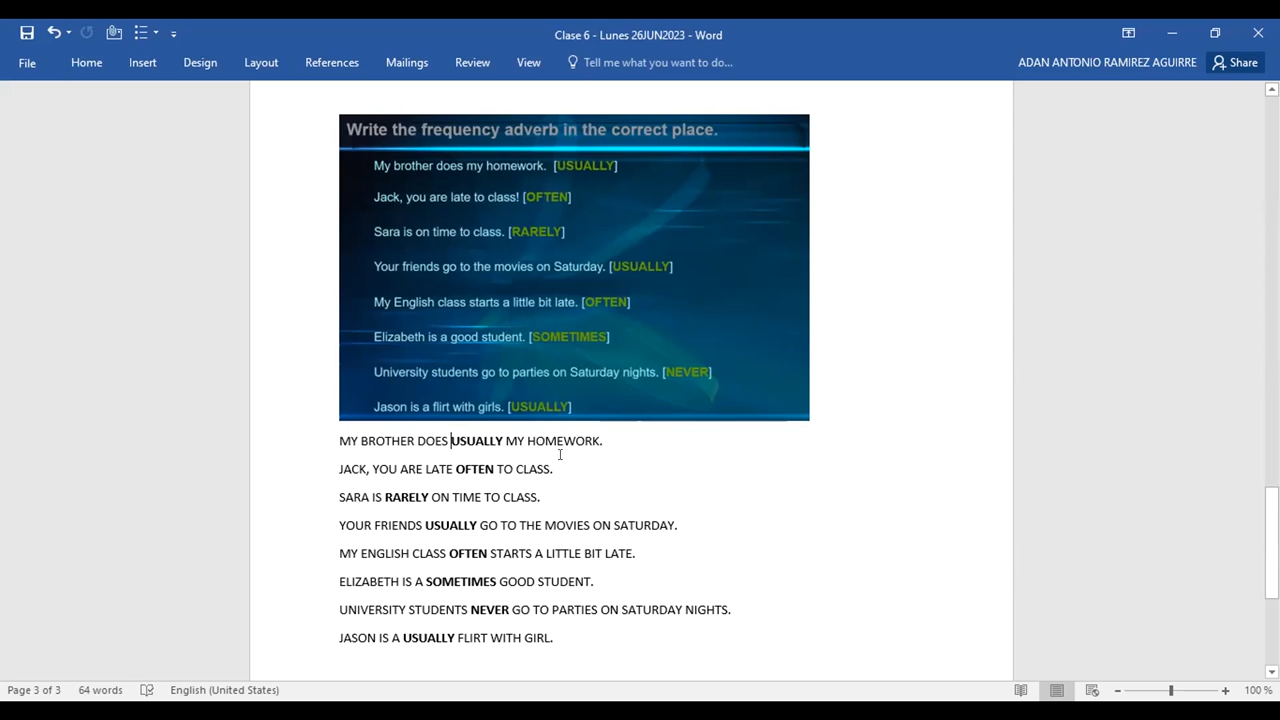 Clase 6 - Lunes 26JUN2023 - Word
File Home Insert Design Layout References Mailings Review View Tell me what you want to do... ADAN ANTONIO RAMIREZ AGUIRRE Share
Write the frequency adverb in the correct place.
My brother does my homework. [USUALLY]
Jack, you are late to class! [OFTEN]
Sara is on time to class. [RARELY]
Your friends go to the movies on Saturday. [USUALLY]
My English class starts a little bit late. [OFTEN]
Elizabeth is a good student. [SOMETIMES]
University students go to parties on Saturday nights. [NEVER]
Jason is a flirt with girls. [USUALLY]
MY BROTHER DOES USUALLY MY HOMEWORK.
JACK, YOU ARE LATE OFTEN TO CLASS.
SARA IS RARELY ON TIME TO CLASS.
YOUR FRIENDS USUALLY GO TO THE MOVIES ON SATURDAY.
MY ENGLISH CLASS OFTEN STARTS A LITTLE BIT LATE.
ELIZABETH IS A SOMETIMES GOOD STUDENT.
UNIVERSITY STUDENTS NEVER GO TO PARTIES ON SATURDAY NIGHTS.
JASON IS A USUALLY FLIRT WITH GIRL.
Page 3 of 3 64 words English (United States) 100 %